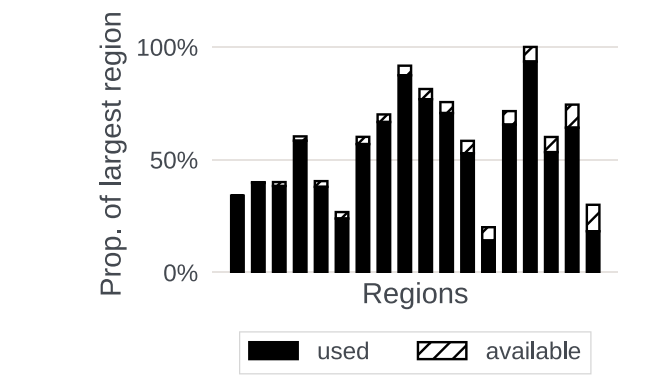 Prop. of largest region
100%
50%
0%
Regions
used
available